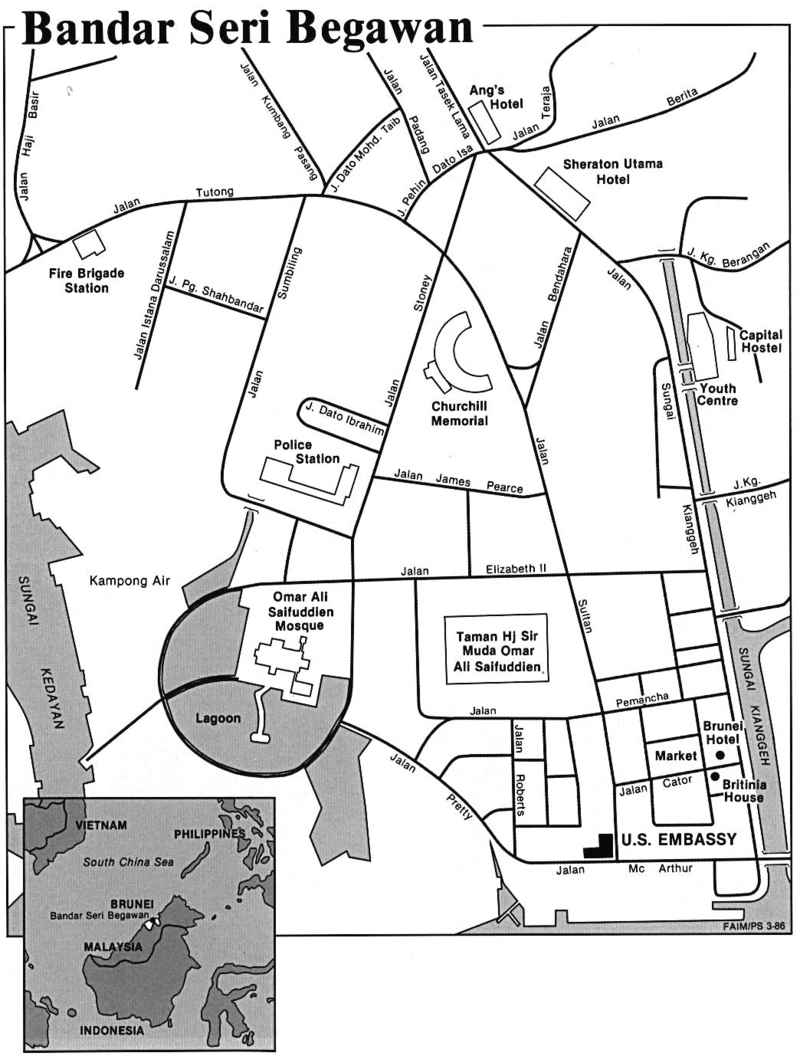 Bandar Seri Begawan
Jalan Haji Basir
Jalan Kumbang Pasang
Jalan Padang
Jalan Tasek Lama
Ang's
Hotel
Jalan Teraja
Jalan Berita
J. Dato Mohd. Taib
J. Pehin Dato Isa
Sheraton Utama
Hotel
Jalan Tutong
Fire Brigade
Station
Jalan Istana Darussalam
J. Pg. Shahbandar
Jalan Sumbiling
Jalan Stoney
Jalan Bendahara
Jalan Sungai Kianggeh
J. Kg. Berangan
Capital
Hostel
Youth
Centre
Churchill
Memorial
J. Dato Ibrahim
Police
Station
Jalan James Pearce
Jalan Sultan
J.Kg.
Kianggeh
Jalan Elizabeth II
Kampong Air
SUNGAI KEDAYAN
Omar Ali
Saifuddien
Mosque
Taman Hj Sir
Muda Omar
Ali Saifuddien
Lagoon
Jalan Pemancha
SUNGAI KIANGGEH
Jalan Pretty
Jalan Roberts
Market
Brunei
Hotel
Jalan Cator
Britinia
House
U.S. EMBASSY
Jalan Mc Arthur
FAIM/PS 3-86
VIETNAM
PHILIPPINES
South China Sea
BRUNEI
Bandar Seri Begawan
MALAYSIA
INDONESIA